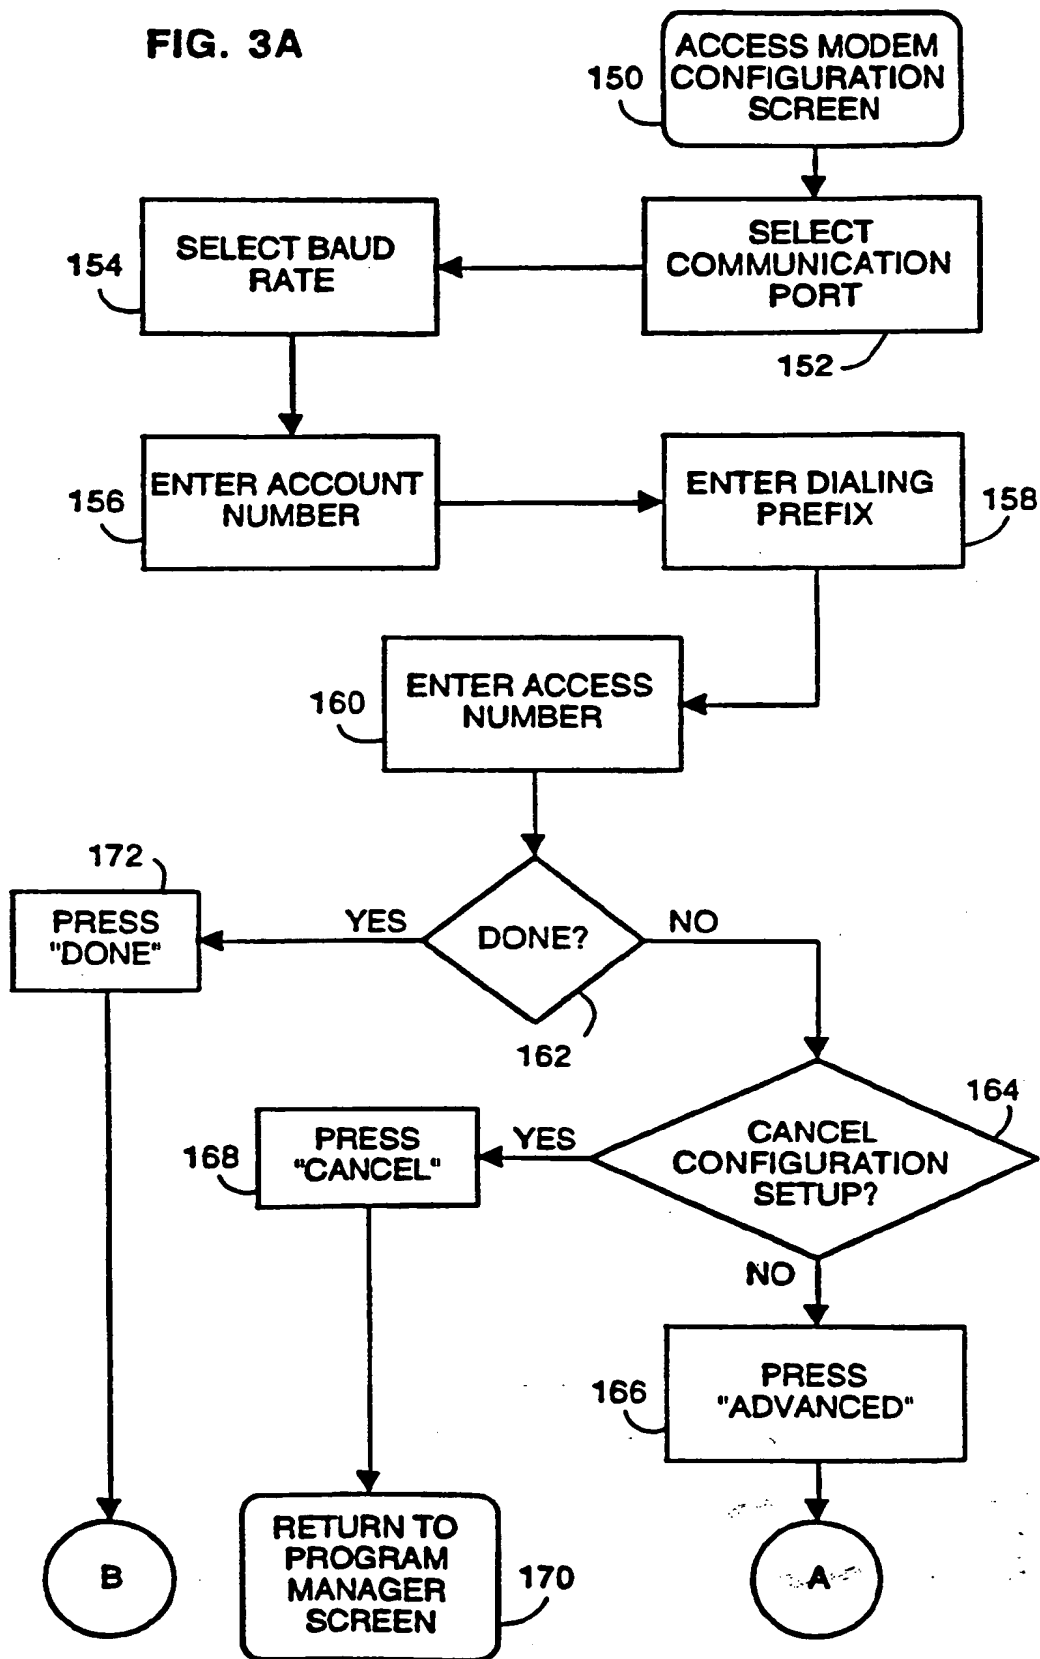 FIG. 3A
ACCESS MODEM
CONFIGURATION
SCREEN
150
SELECT
COMMUNICATION
PORT
152
SELECT BAUD
RATE
154
ENTER ACCOUNT
NUMBER
156
ENTER DIALING
PREFIX
158
ENTER ACCESS
NUMBER
160
DONE?
162
YES
NO
172
PRESS
"DONE"
CANCEL
CONFIGURATION
SETUP?
164
YES
NO
PRESS
"CANCEL"
168
PRESS
"ADVANCED"
166
B
RETURN TO
PROGRAM
MANAGER
SCREEN
170
A